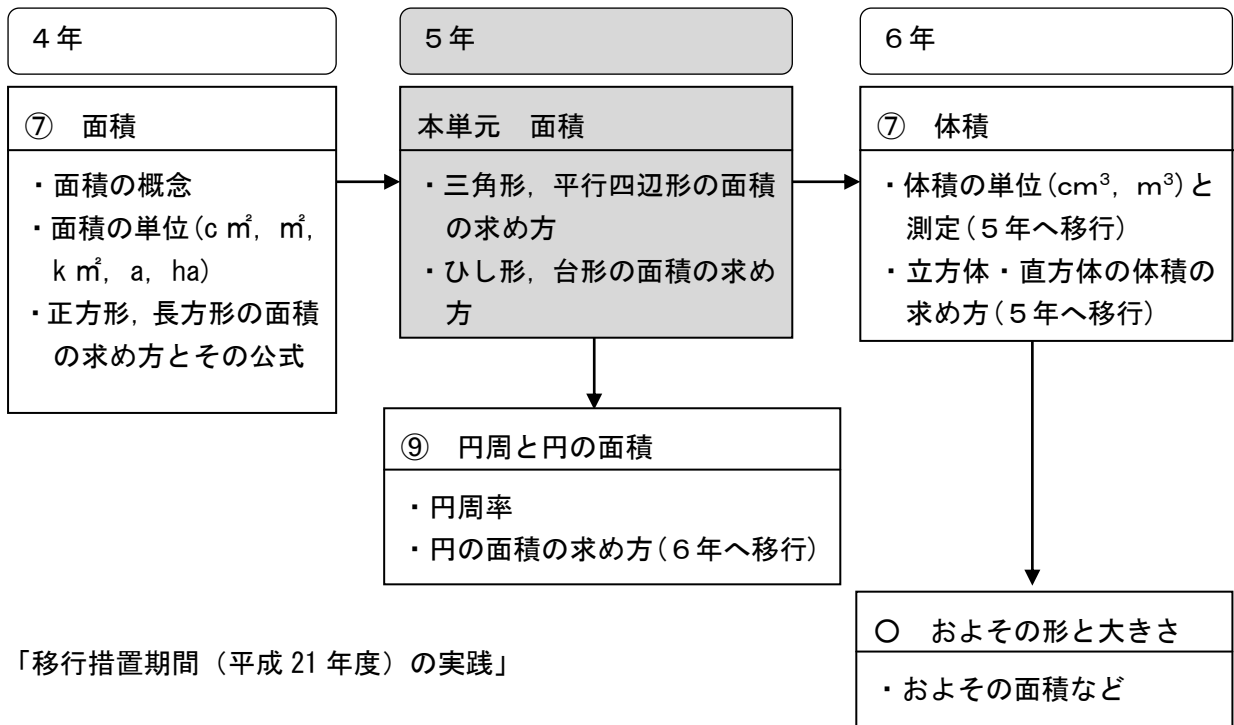 ４年
５年
６年
⑦　面積
・面積の概念
・面積の単位(c㎡，㎡，
k㎡，a，ha)
・正方形，長方形の面積
の求め方とその公式
本単元　面積
・三角形，平行四辺形の面積
の求め方
・ひし形，台形の面積の求め
方
⑦　体積
・体積の単位(cm³，m³)と
測定(５年へ移行)
・立方体・直方体の体積の
求め方(５年へ移行)
⑨　円周と円の面積
・円周率
・円の面積の求め方(６年へ移行)
○　およその形と大きさ
・およその面積など
「移行措置期間（平成 21 年度）の実践」